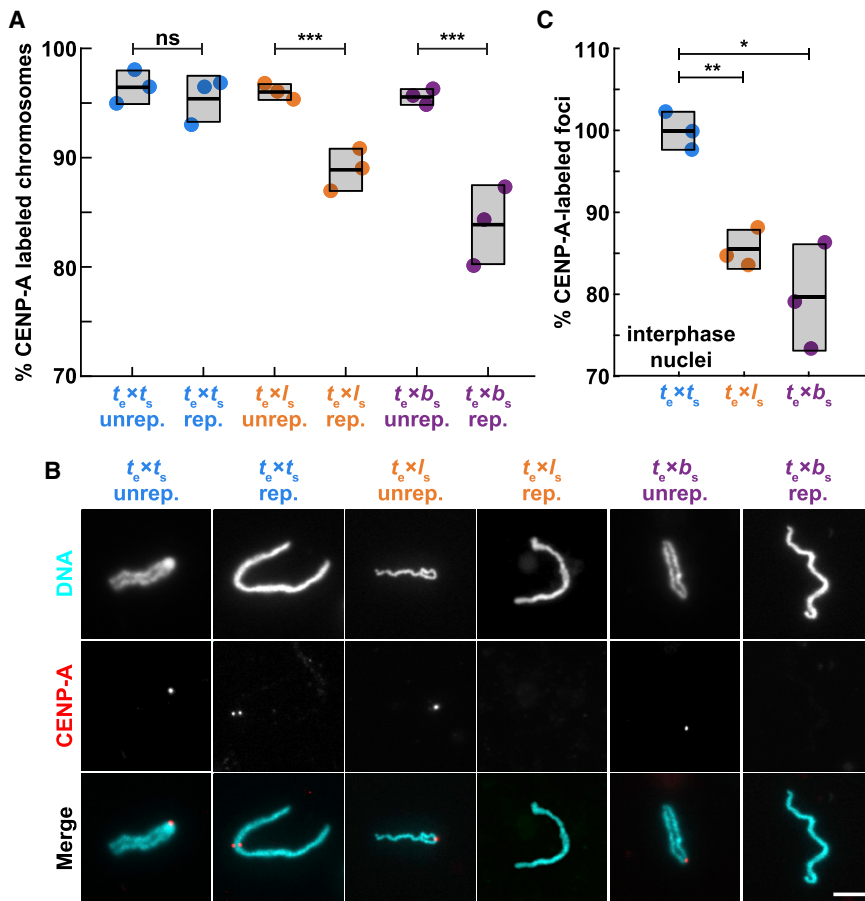 A
% CENP-A labeled chromosomes
100
90
80
70
ns
***
***
te×ts
unrep.
te×ts
rep.
te×ls
unrep.
te×ls
rep.
te×bs
unrep.
te×bs
rep.
C
% CENP-A-labeled foci
110
100
90
80
70
*
**
interphase
nuclei
te×ts
te×ls
te×bs
B
te×ts
unrep.
te×ts
rep.
te×ls
unrep.
te×ls
rep.
te×bs
unrep.
te×bs
rep.
DNA
CENP-A
Merge